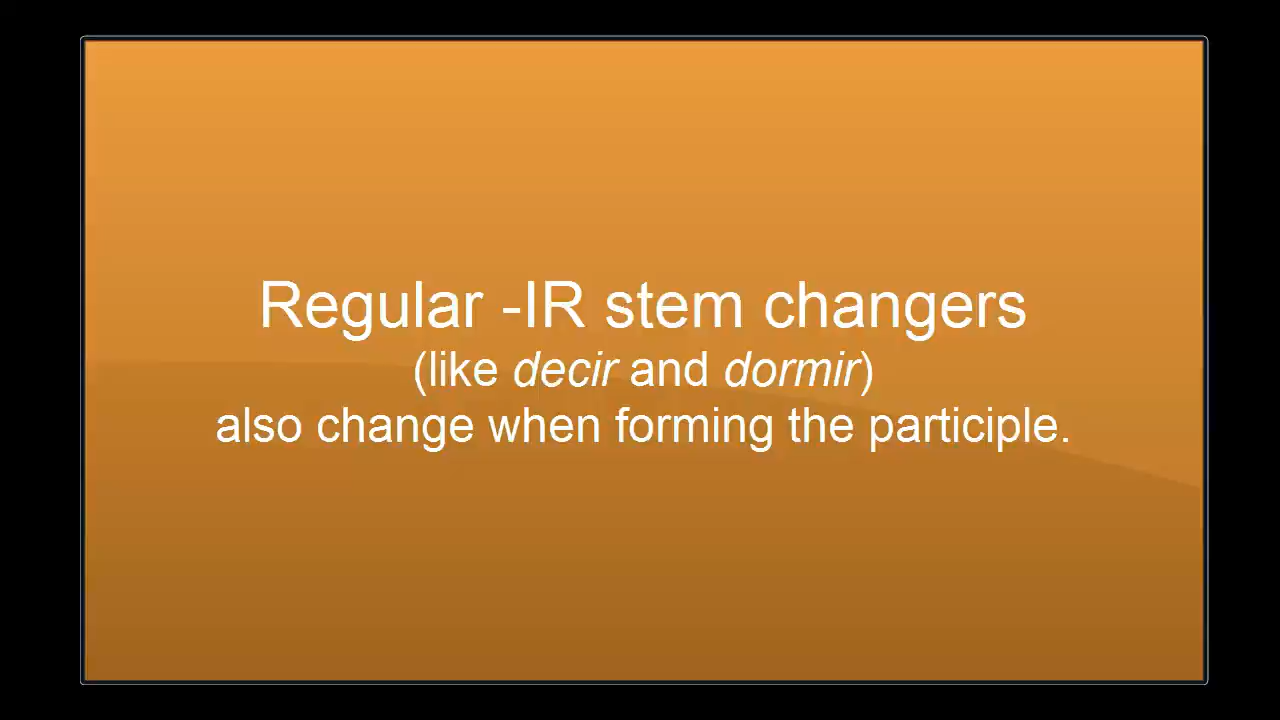 Regular -IR stem changers
(like decir and dormir)
also change when forming the participle.